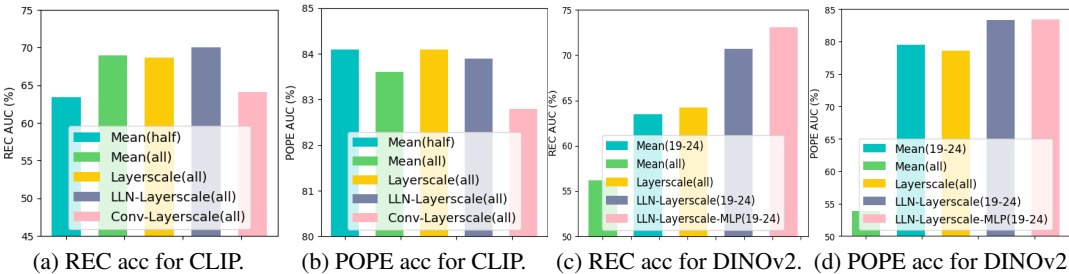 75
70
65
60
55
50
45
REC AUC (%)
Mean(half)
Mean(all)
Layerscale(all)
LLN-Layerscale(all)
Conv-Layerscale(all)
(a) REC acc for CLIP.
85
84
83
82
81
80
POPE AUC (%)
Mean(half)
Mean(all)
Layerscale(all)
LLN-Layerscale(all)
Conv-Layerscale(all)
(b) POPE acc for CLIP.
75
70
65
60
55
50
REC AUC (%)
Mean(19-24)
Mean(all)
Layerscale(all)
LLN-Layerscale(19-24)
LLN-Layerscale-MLP(19-24)
(c) REC acc for DINOv2.
85
80
75
70
65
60
55
50
POPE AUC (%)
Mean(19-24)
Mean(all)
Layerscale(all)
LLN-Layerscale(19-24)
LLN-Layerscale-MLP(19-24)
(d) POPE acc for DINOv2